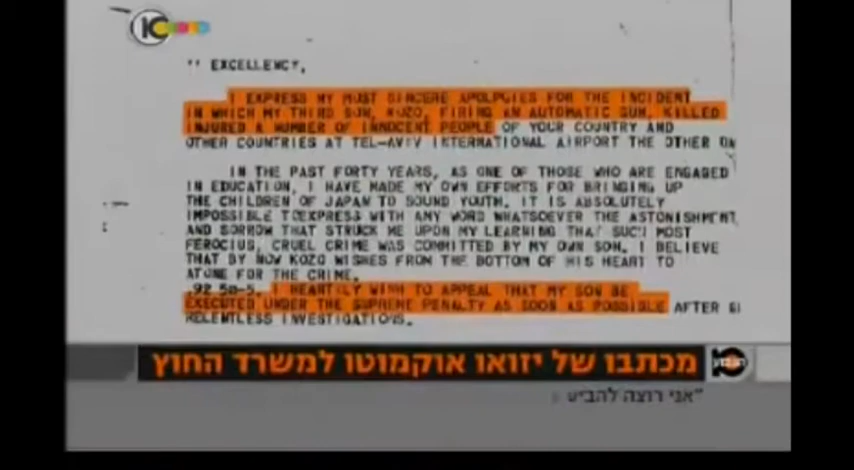 10
'' EXCELLENCY,
I EXPRESS MY MOST SINCERE APOLOGIES FOR THE INCIDENT
IN WHICH MY THIRD SON, KOZO, FIRING AN AUTOMATIC GUN, KILLED
INJURED A NUMBER OF INNOCENT PEOPLE OF YOUR COUNTRY AND
OTHER COUNTRIES AT TEL-AVIV INTERNATIONAL AIRPORT THE OTHER
IN THE PAST FORTY YEARS, AS ONE OF THOSE WHO ARE ENGAGED
IN EDUCATION, I HAVE MADE MY OWN EFFORTS FOR BRINGING UP
THE CHILDREN OF JAPAN TO SOUND YOUTH. IT IS ABSOLUTELY
IMPOSSIBLE TOEXPRESS WITH ANY WORD WHATSOEVER THE ASTONISHMENT
AND SORROW THAT STRUCK ME UPON MY LEARNING THAT SUCH MOST
FEROCIUS, CRUEL CRIME WAS COMMITTED BY MY OWN SON. I BELIEVE
THAT BY NOW KOZO WISHES FROM THE BOTTOM OF HIS HEART TO
ATONE FOR THE CRIME.
I HEARTILY WISH TO APPEAL THAT MY SON BE
EXECUTED UNDER THE SUPREME PENALTY AS SOON AS POSSIBLE AFTER
RELENTLESS INVESTIGATIONS.
מכתבו של יזואו אוקמוטו למשרד החוץ
"אני רוצה להביע